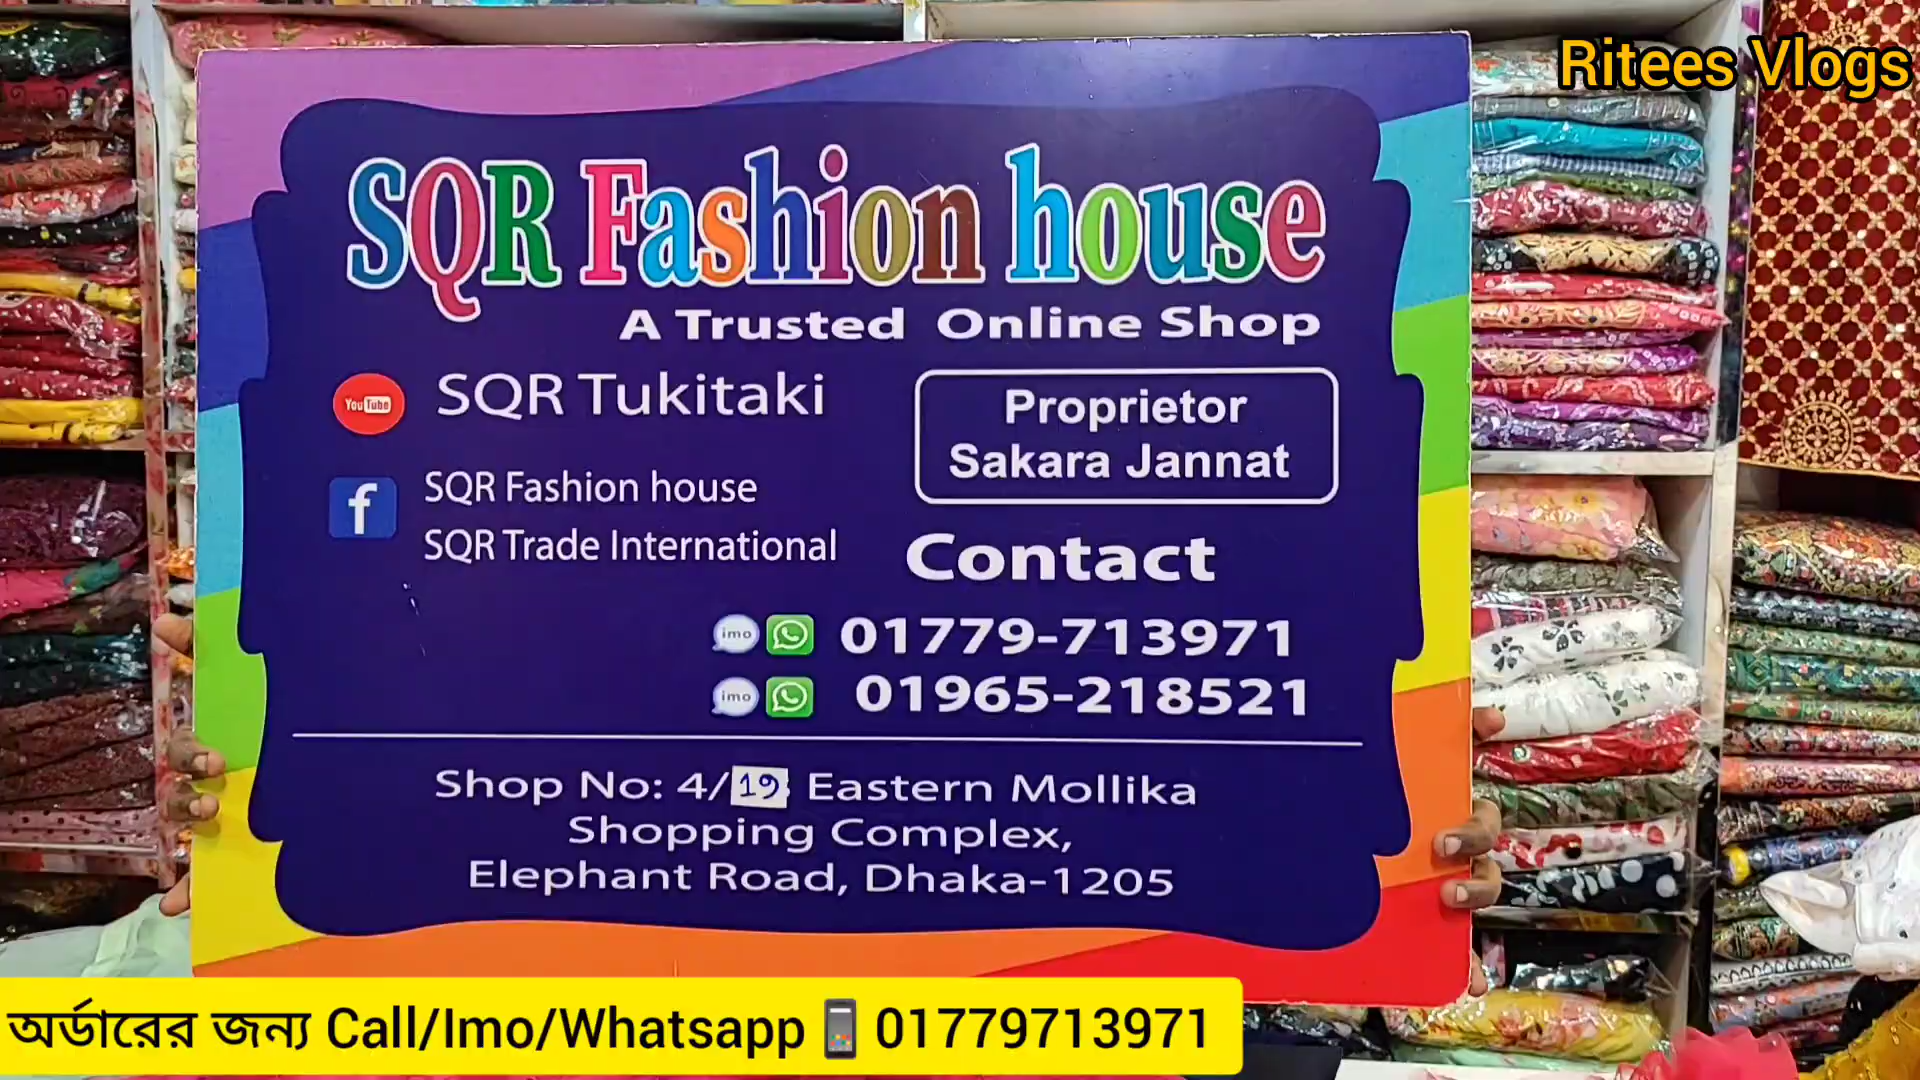 Ritees Vlogs
SQR Fashion house
A Trusted Online Shop
YouTube SQR Tukitaki
Proprietor
Sakara Jannat
f SQR Fashion house
SQR Trade International
Contact
imo 01779-713971
imo 01965-218521
Shop No: 4/19 Eastern Mollika
Shopping Complex,
Elephant Road, Dhaka-1205
অর্ডারের জন্য Call/Imo/Whatsapp 01779713971